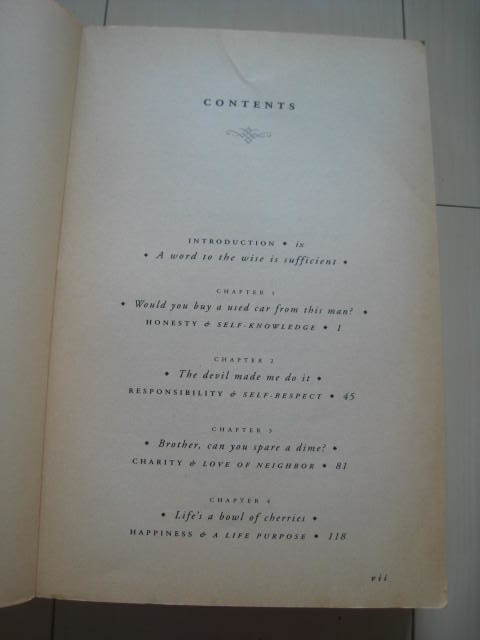 CONTENTS
INTRODUCTION • ix
• A word to the wise is sufficient •
CHAPTER 1
• Would you buy a used car from this man? •
HONESTY & SELF-KNOWLEDGE • 1
CHAPTER 2
• The devil made me do it •
RESPONSIBILITY & SELF-RESPECT • 45
CHAPTER 3
• Brother, can you spare a dime? •
CHARITY & LOVE OF NEIGHBOR • 81
CHAPTER 4
• Life's a bowl of cherries •
HAPPINESS & A LIFE PURPOSE • 118
vii